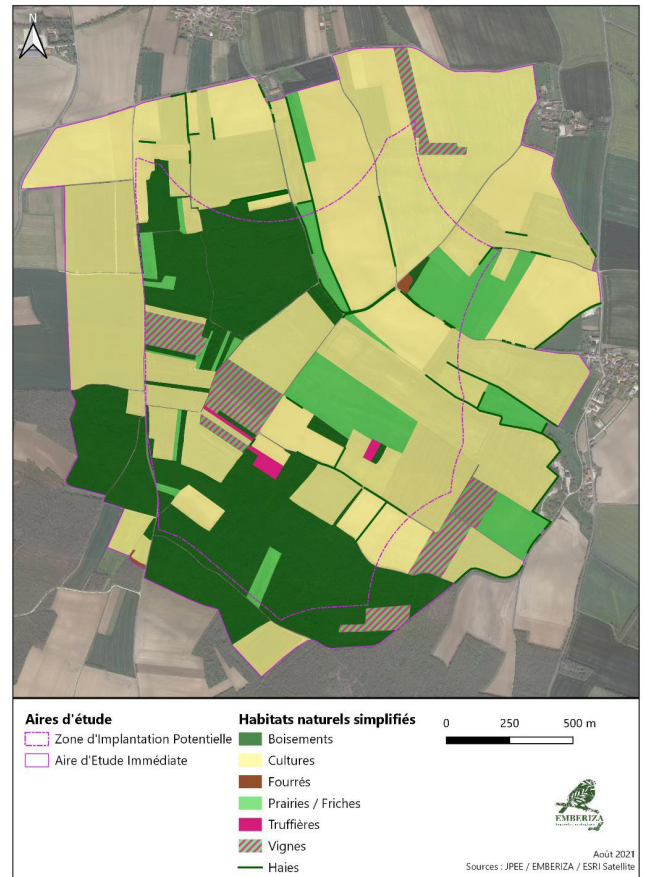 N
Aires d'étude
Zone d'Implantation Potentielle
Aire d'Etude Immédiate
Habitats naturels simplifiés
Boisements
Cultures
Fourrés
Prairies / Friches
Truffières
Vignes
Haies
0 250 500 m
EMBERIZA
Août 2021
Sources : JPEE / EMBERIZA / ESRI Satellite